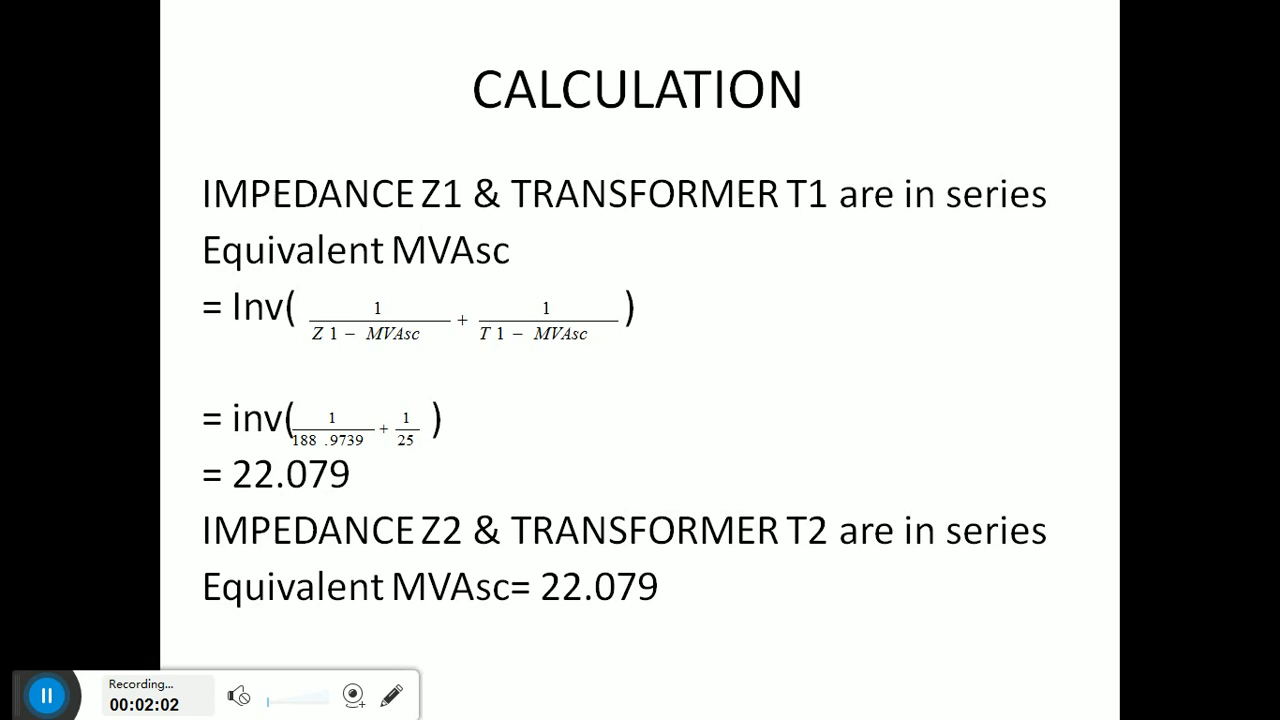 CALCULATION
IMPEDANCE Z1 & TRANSFORMER T1 are in series
Equivalent MVAsc
= Inv( 1 / Z 1 − MVAsc + 1 / T 1 − MVAsc )
= inv( 1 / 188 .9739 + 1 / 25 )
= 22.079
IMPEDANCE Z2 & TRANSFORMER T2 are in series
Equivalent MVAsc= 22.079
Recording...
00:02:02